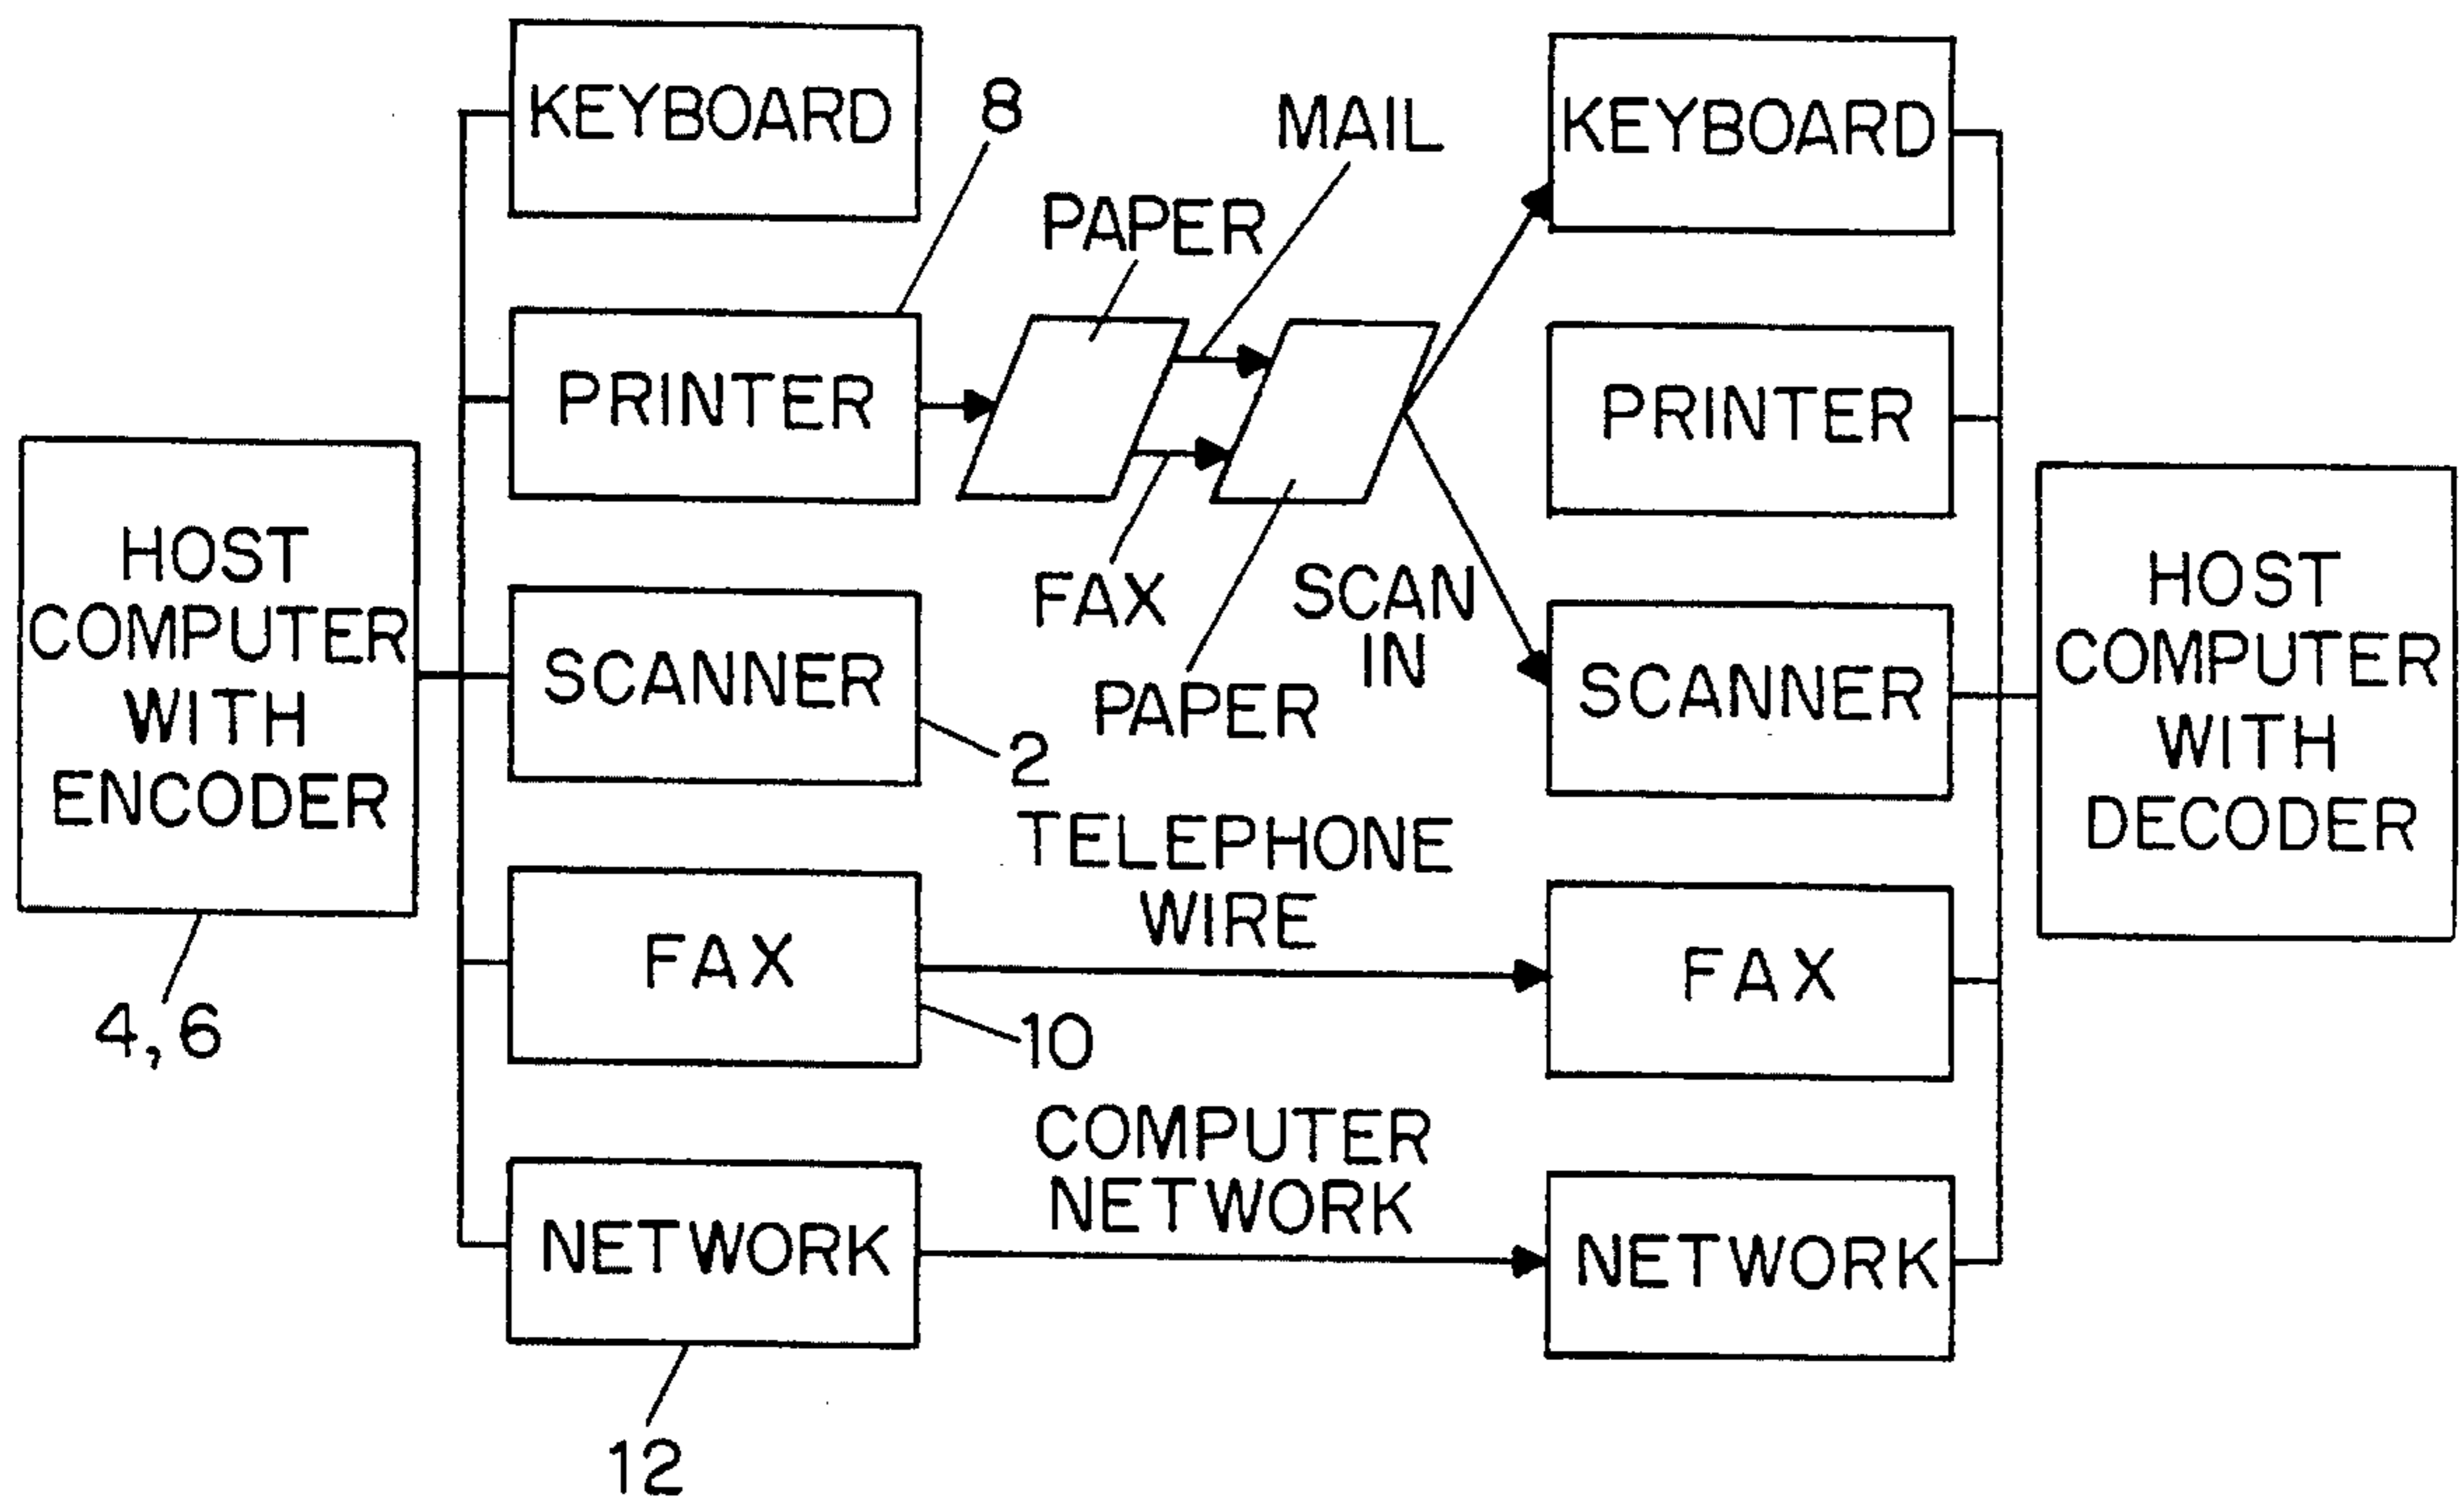 KEYBOARD
8
MAIL
KEYBOARD
PAPER
PRINTER
PRINTER
HOST
COMPUTER
WITH
ENCODER
FAX
SCAN
IN
PAPER
SCANNER
2
SCANNER
HOST
COMPUTER
WITH
DECODER
TELEPHONE
WIRE
FAX
FAX
4, 6
10
COMPUTER
NETWORK
NETWORK
NETWORK
12